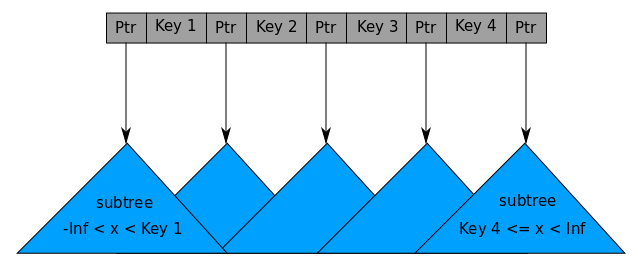 Ptr Key 1 Ptr Key 2 Ptr Key 3 Ptr Key 4 Ptr
subtree
-Inf < x < Key 1
subtree
Key 4 <= x < Inf